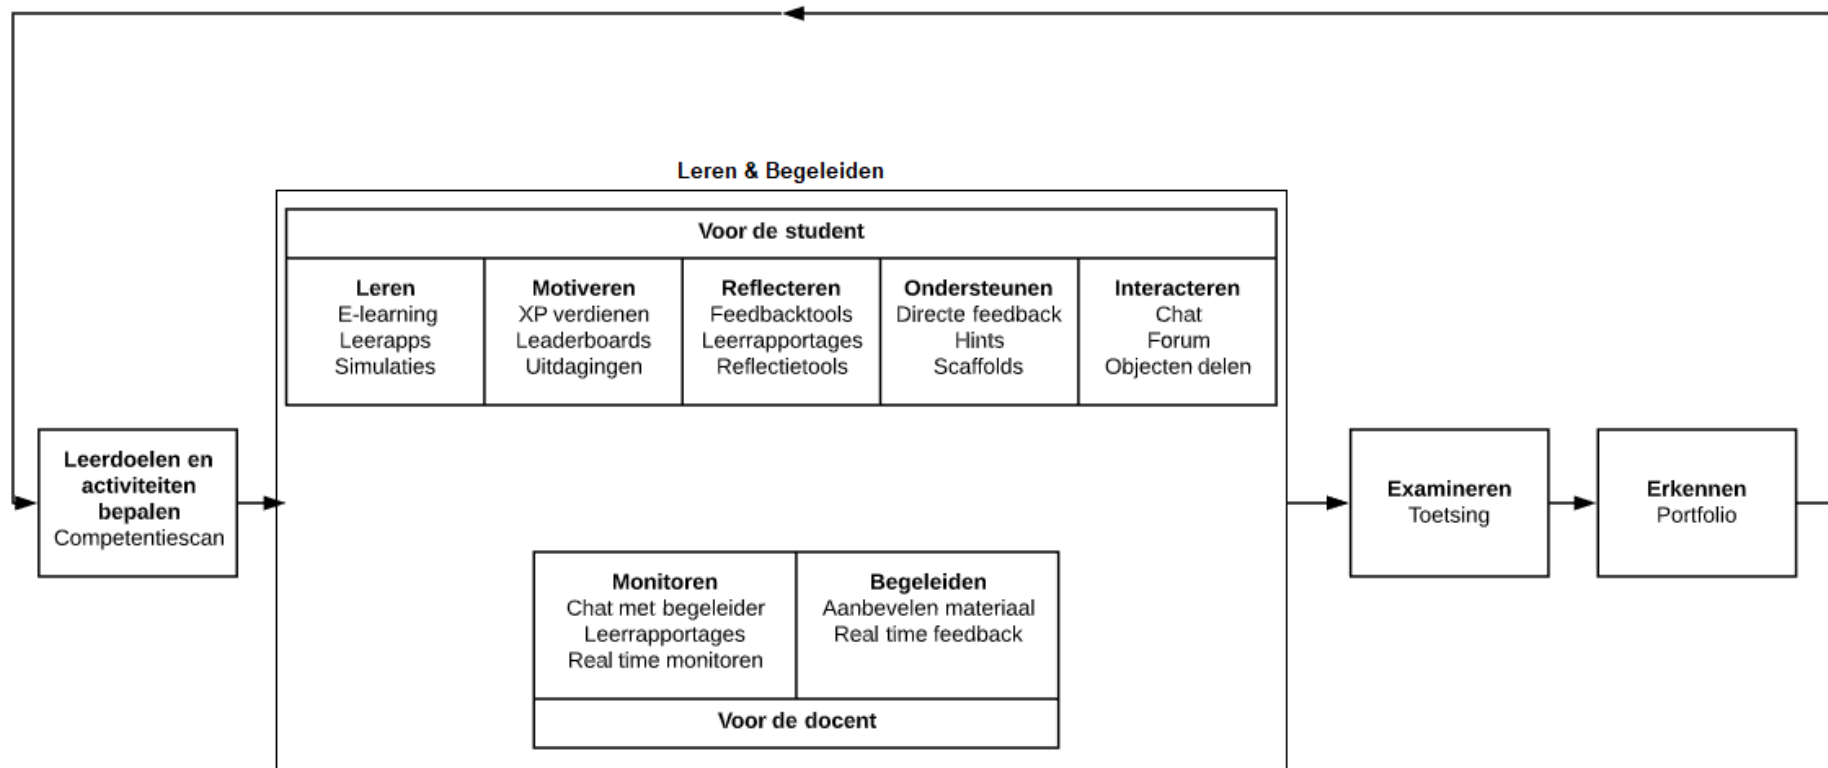 Leren & Begeleiden
Voor de student
Leren
E-learning
Leerapps
Simulaties
Motiveren
XP verdienen
Leaderboards
Uitdagingen
Reflecteren
Feedbacktools
Leerrapportages
Reflectietools
Ondersteunen
Directe feedback
Hints
Scaffolds
Interacteren
Chat
Forum
Objecten delen
Leerdoelen en
activiteiten
bepalen
Competentiescan
Monitoren
Chat met begeleider
Leerrapportages
Real time monitoren
Begeleiden
Aanbevelen materiaal
Real time feedback
Voor de docent
Examineren
Toetsing
Erkennen
Portfolio